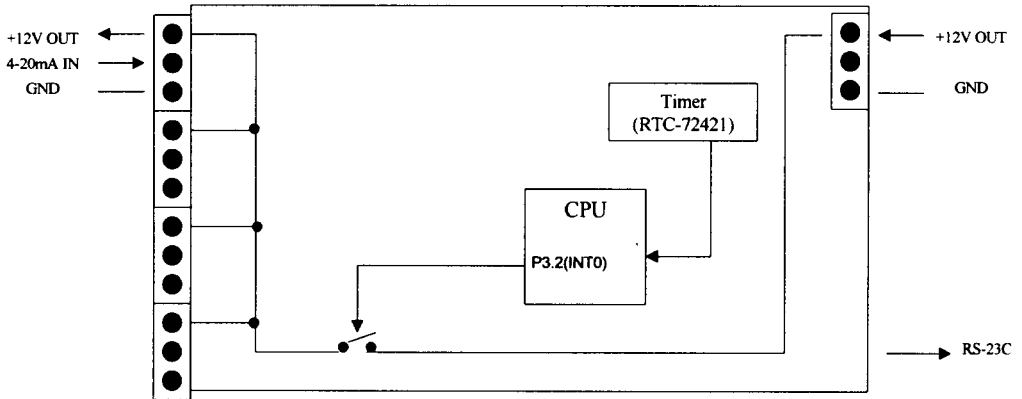 +12V OUT
4-20mA IN
GND
Timer
(RTC-72421)
CPU
P3.2(INT0)
+12V OUT
GND
RS-23C